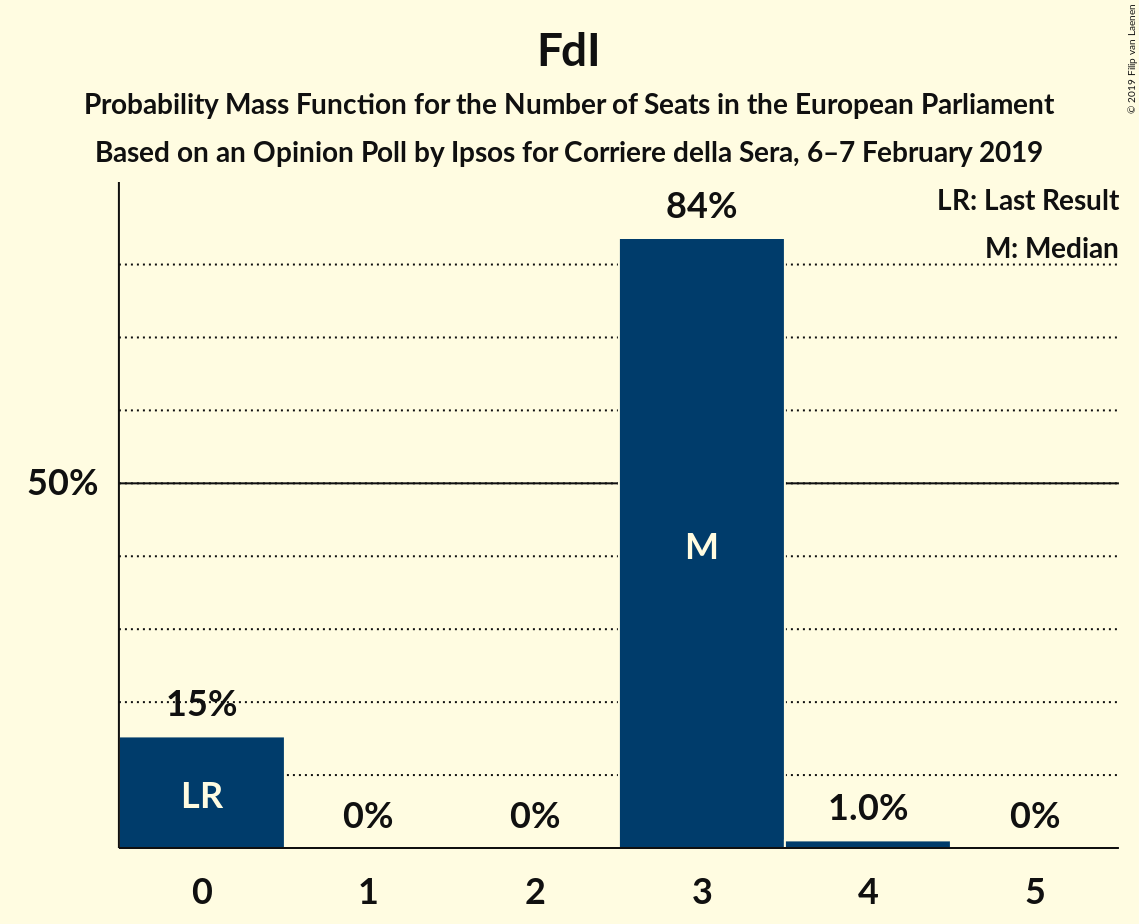 FdI
Probability Mass Function for the Number of Seats in the European Parliament
Based on an Opinion Poll by Ipsos for Corriere della Sera, 6–7 February 2019
© 2019 Filip van Laenen
LR: Last Result
M: Median
84%
50%
M
15%
LR
0%
0%
1.0%
0%
0 1 2 3 4 5